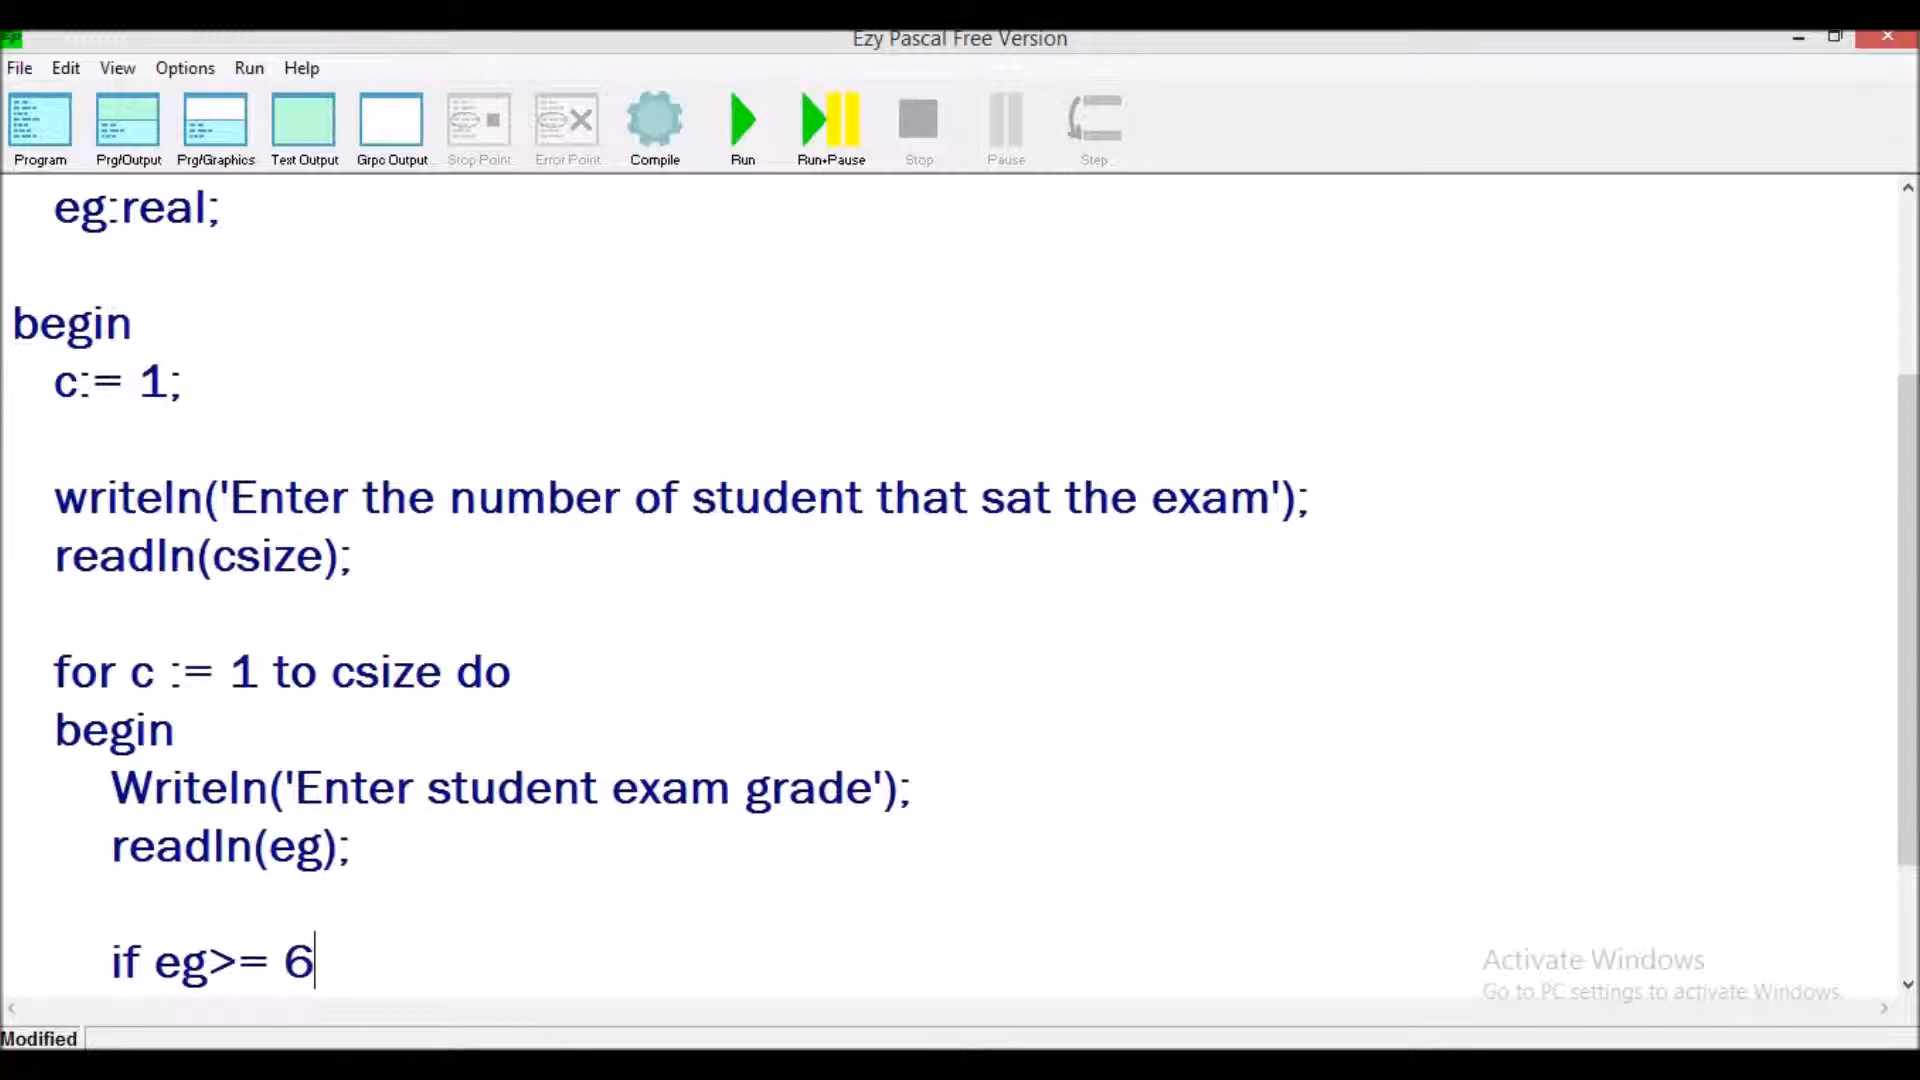 Ezy Pascal Free Version
File Edit View Options Run Help
Program Prg/Output Prg/Graphics Text Output Grpc Output Stop Point Error Point Compile Run Run+Pause Stop Pause Step
eg:real;
begin
c:= 1;
writeln('Enter the number of student that sat the exam');
readln(csize);
for c := 1 to csize do
begin
Writeln('Enter student exam grade');
readln(eg);
if eg>= 6
Activate Windows
Go to PC settings to activate Windows.
Modified